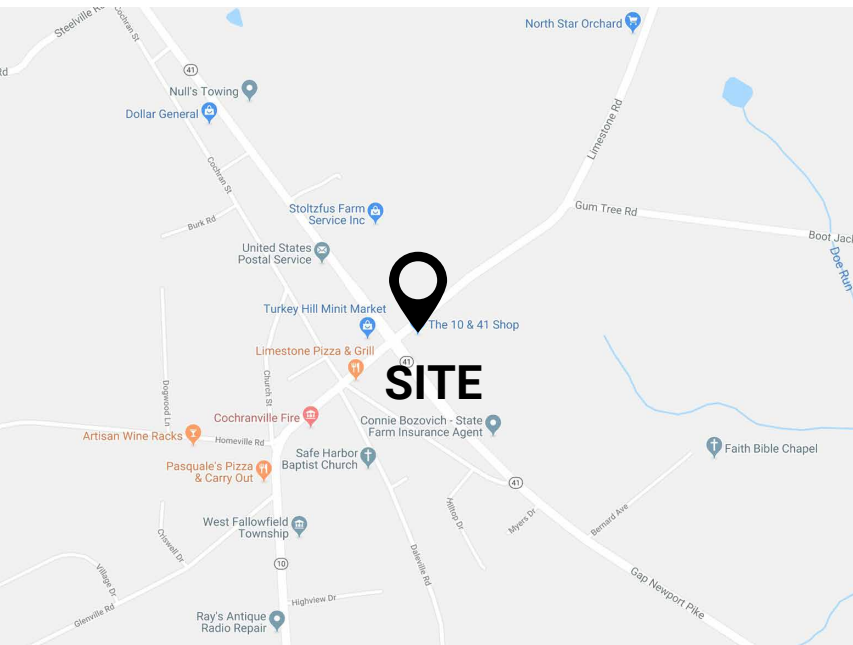 Steelville Rd
Cochran St
North Star Orchard
Rd
41
Null's Towing
Dollar General
Limestone Rd
Cochran St
Stoltzfus Farm
Service Inc
Gum Tree Rd
Burk Rd
Boot Jack
United States
Postal Service
Doe Run
Turkey Hill Minit Market
The 10 & 41 Shop
Limestone Pizza & Grill
41
SITE
Dogwood Ln
Church St
Cochranville Fire
Connie Bozovich - State
Farm Insurance Agent
Artisan Wine Racks
Homeville Rd
Faith Bible Chapel
Safe Harbor
Baptist Church
Pasquale's Pizza
& Carry Out
41
Hilltop Dr
Myers Dr
Bernard Ave
West Fallowfield
Township
Criswell Dr
10
Daleville Rd
Village Dr
Gap Newport Pike
Highview Dr
Glenville Rd
Ray's Antique
Radio Repair